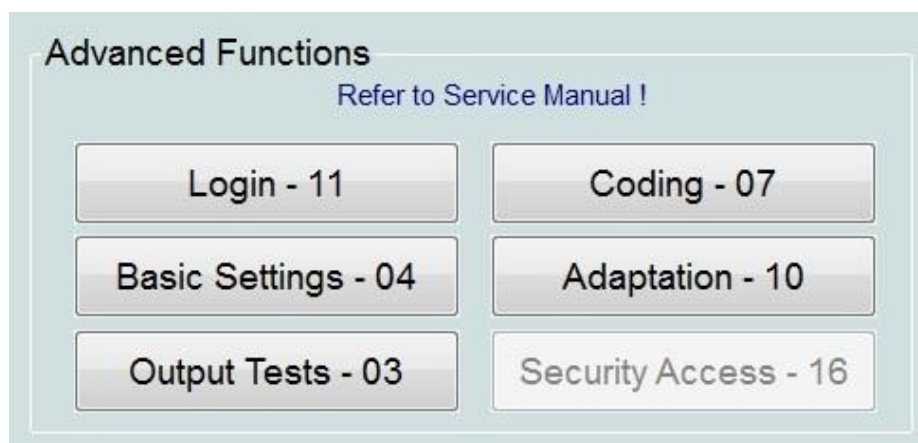 Advanced Functions
Refer to Service Manual !
Login - 11
Coding - 07
Basic Settings - 04
Adaptation - 10
Output Tests - 03
Security Access - 16